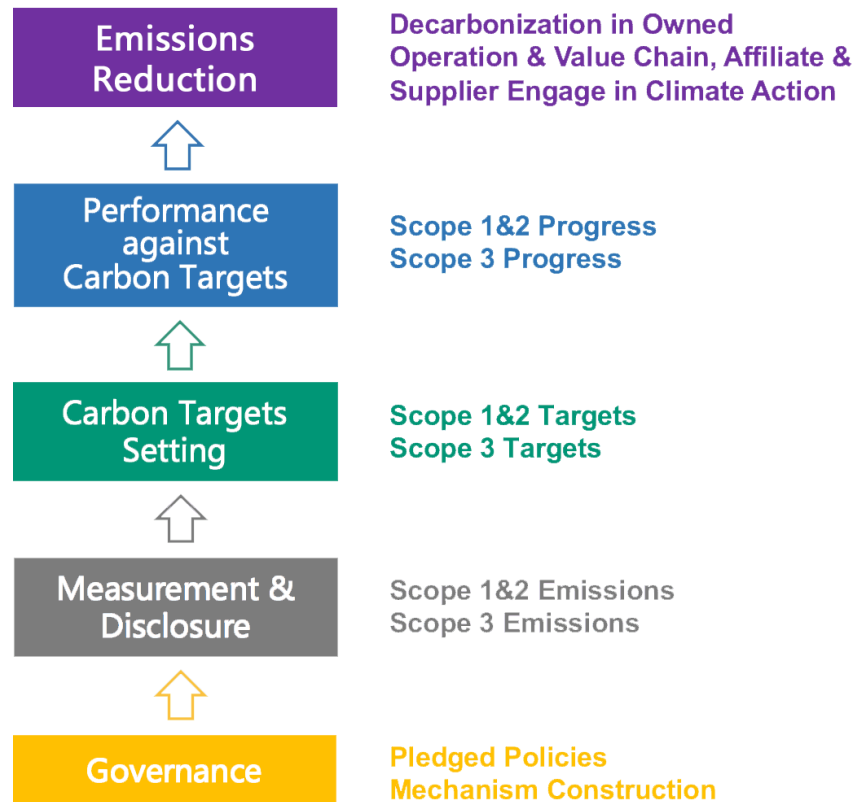 Emissions
Reduction
Decarbonization in Owned
Operation & Value Chain, Affiliate &
Supplier Engage in Climate Action
Performance
against
Carbon Targets
Scope 1&2 Progress
Scope 3 Progress
Carbon Targets
Setting
Scope 1&2 Targets
Scope 3 Targets
Measurement &
Disclosure
Scope 1&2 Emissions
Scope 3 Emissions
Governance
Pledged Policies
Mechanism Construction